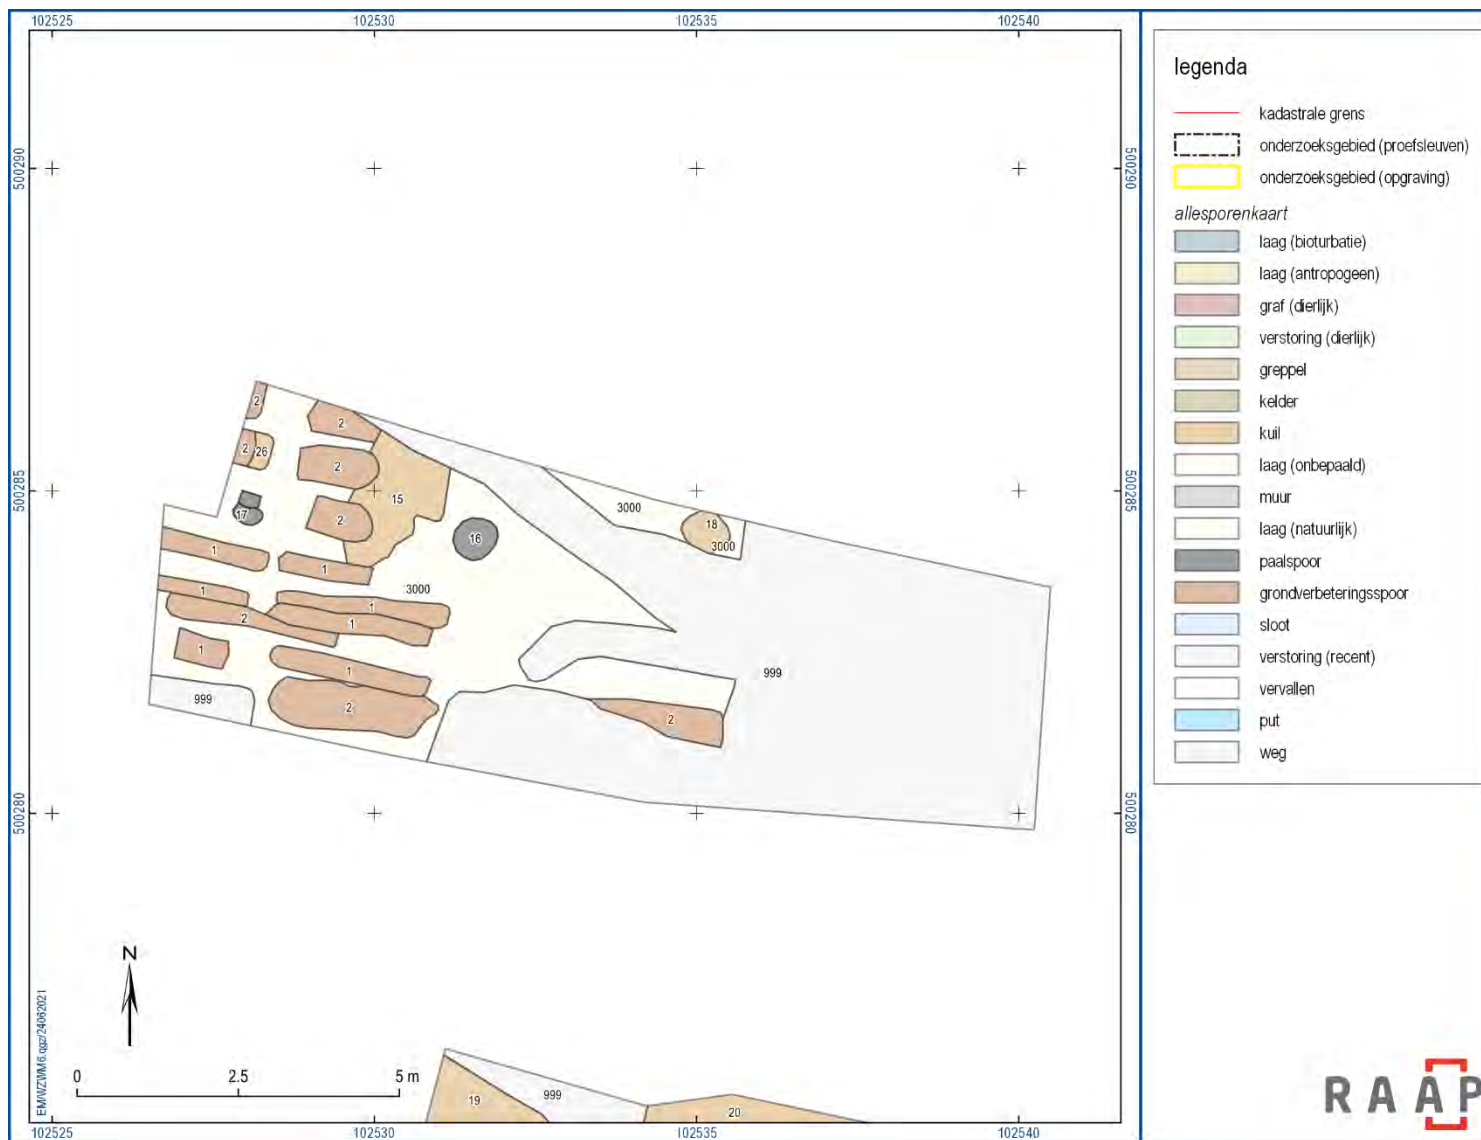 102525 102530 102535 102540
500290 500290
500285 500285
500280 500280
2
2
2
26
2
15
2
17
16
3000
18
3000
1
1
3000
1
1
2
1
1
1
999
2
2
999
N
0 2.5 5 m
EM/WZWM6.qgz/24062021
999
19
20
102525 102530 102535 102540
legenda
kadastrale grens
onderzoeksgebied (proefsleuven)
onderzoeksgebied (opgraving)
allesporenkaart
laag (bioturbatie)
laag (antropogeen)
graf (dierlijk)
verstoring (dierlijk)
greppel
kelder
kuil
laag (onbepaald)
muur
laag (natuurlijk)
paalspoor
grondverbeteringsspoor
sloot
verstoring (recent)
vervallen
put
weg
RAAP